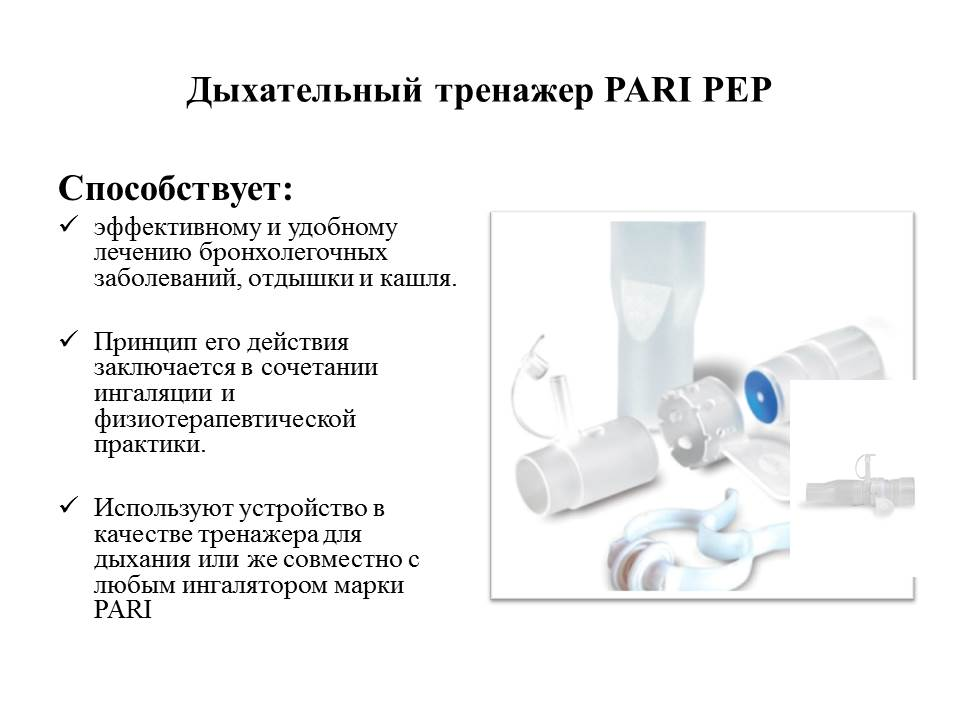 Дыхательный тренажер PARI PEP
Способствует:
✓ эффективному и удобному
лечению бронхолегочных
заболеваний, отдышки и кашля.
✓ Принцип его действия
заключается в сочетании
ингаляции и
физиотерапевтической
практики.
✓ Используют устройство в
качестве тренажера для
дыхания или же совместно с
любым ингалятором марки
PARI